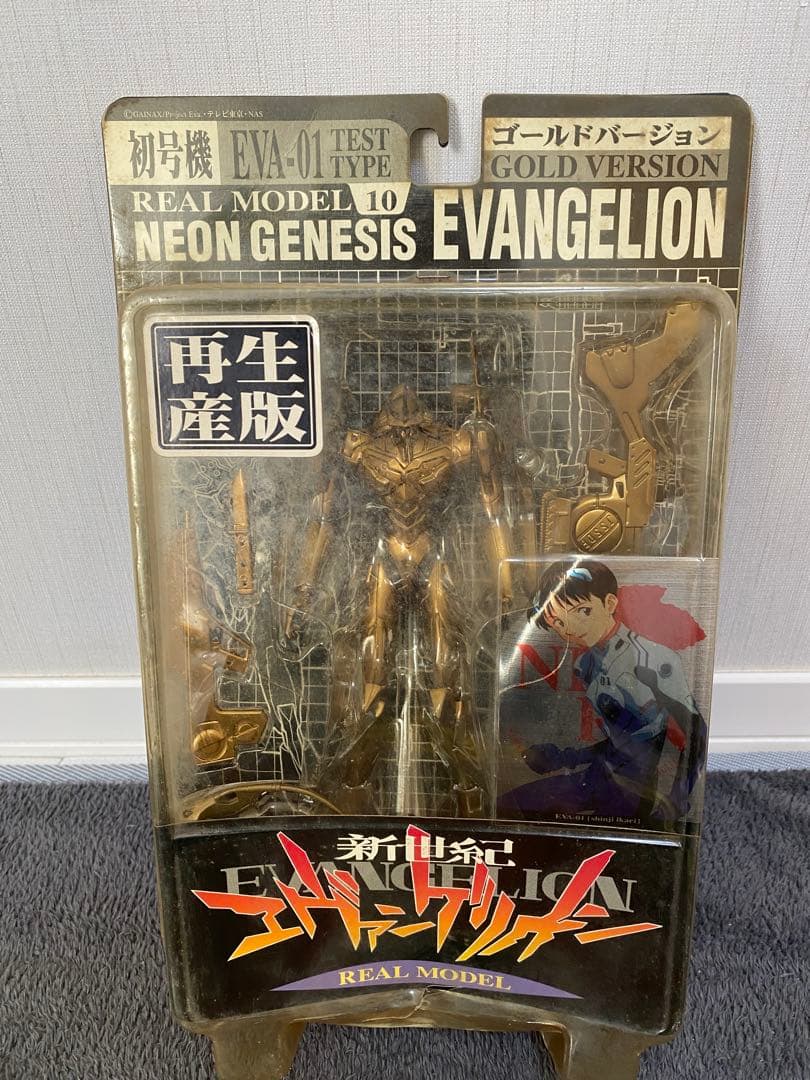 ©GAINAX/Project Eva.・テレビ東京・NAS
初号機 EVA-01 TEST TYPE
ゴールドバージョン
GOLD VERSION
REAL MODEL 10
NEON GENESIS EVANGELION
再生
産版
01
EVA-01 [shinji ikari]
新世紀
EVANGELION
エヴァンゲリオン
REAL MODEL